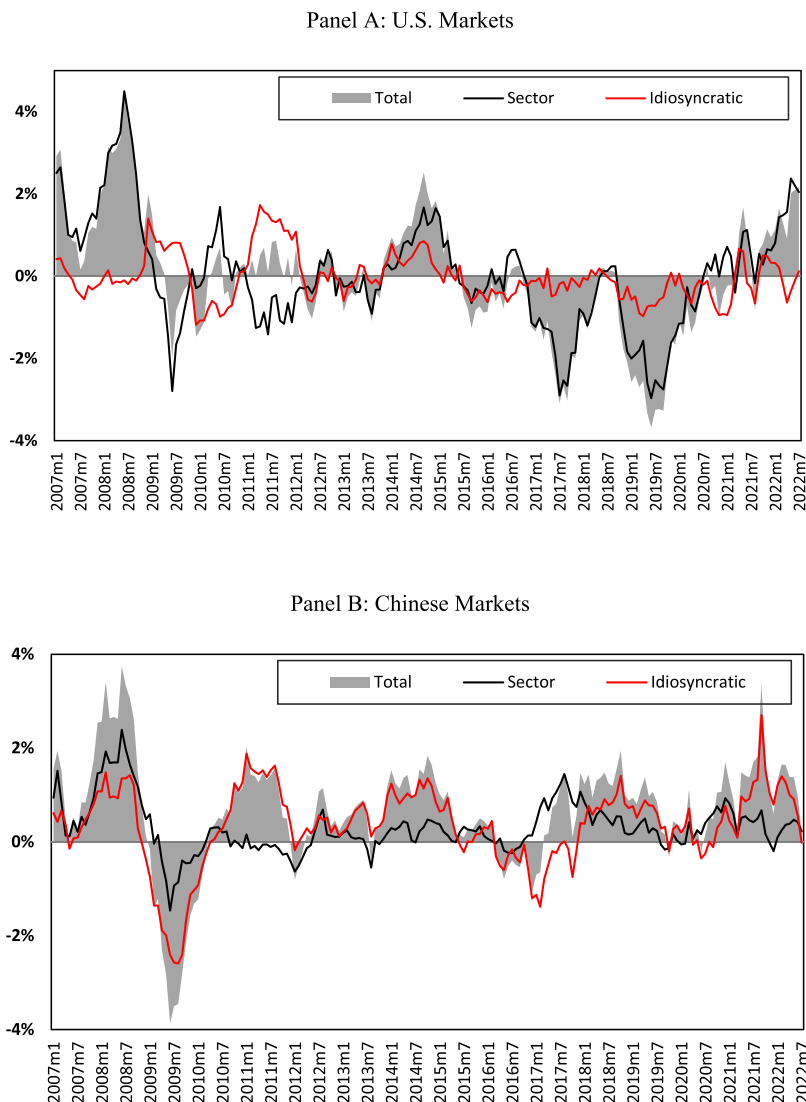 Panel A: U.S. Markets
Total Sector Idiosyncratic
4%
2%
0%
-2%
-4%
2007m1 2007m7 2008m1 2008m7 2009m1 2009m7 2010m1 2010m7 2011m1 2011m7 2012m1 2012m7 2013m1 2013m7 2014m1 2014m7 2015m1 2015m7 2016m1 2016m7 2017m1 2017m7 2018m1 2018m7 2019m1 2019m7 2020m1 2020m7 2021m1 2021m7 2022m1 2022m7
Panel B: Chinese Markets
4%
Total Sector Idiosyncratic
2%
0%
-2%
-4%
2007m1 2007m7 2008m1 2008m7 2009m1 2009m7 2010m1 2010m7 2011m1 2011m7 2012m1 2012m7 2013m1 2013m7 2014m1 2014m7 2015m1 2015m7 2016m1 2016m7 2017m1 2017m7 2018m1 2018m7 2019m1 2019m7 2020m1 2020m7 2021m1 2021m7 2022m1 2022m7